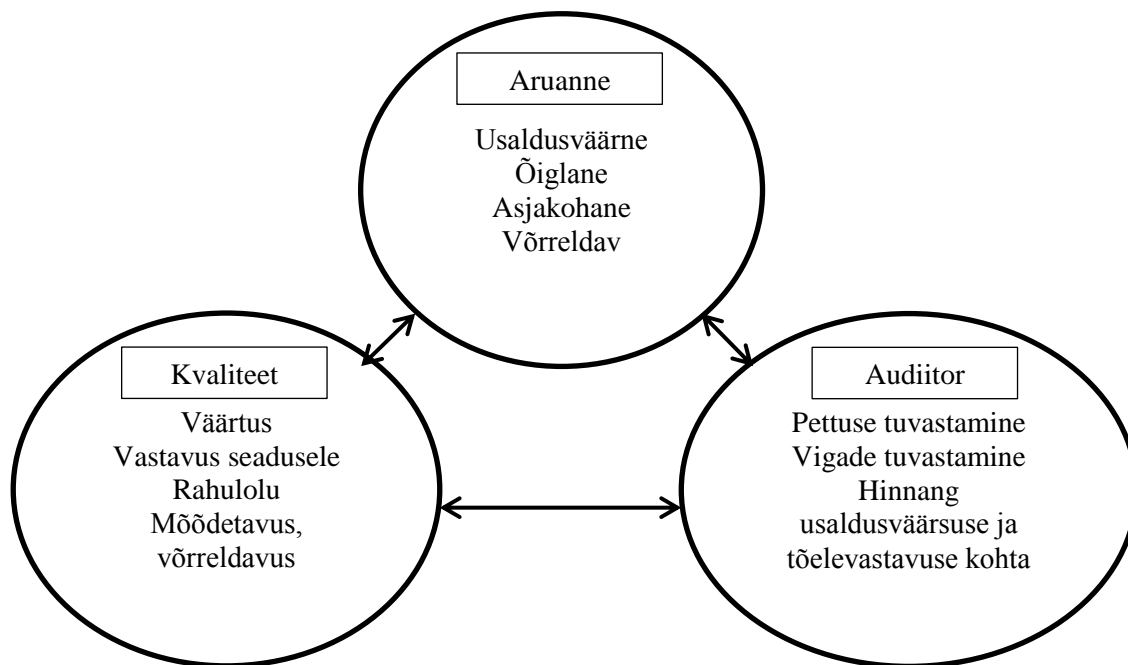 Aruanne
Usaldusväärne
Õiglane
Asjakohane
Võrreldav
Kvaliteet
Väärtus
Vastavus seadusele
Rahulolu
Mõõdetavus,
võrreldavus
Audiitor
Pettuse tuvastamine
Vigade tuvastamine
Hinnang
usaldusväärsuse ja
tõelevastavuse kohta